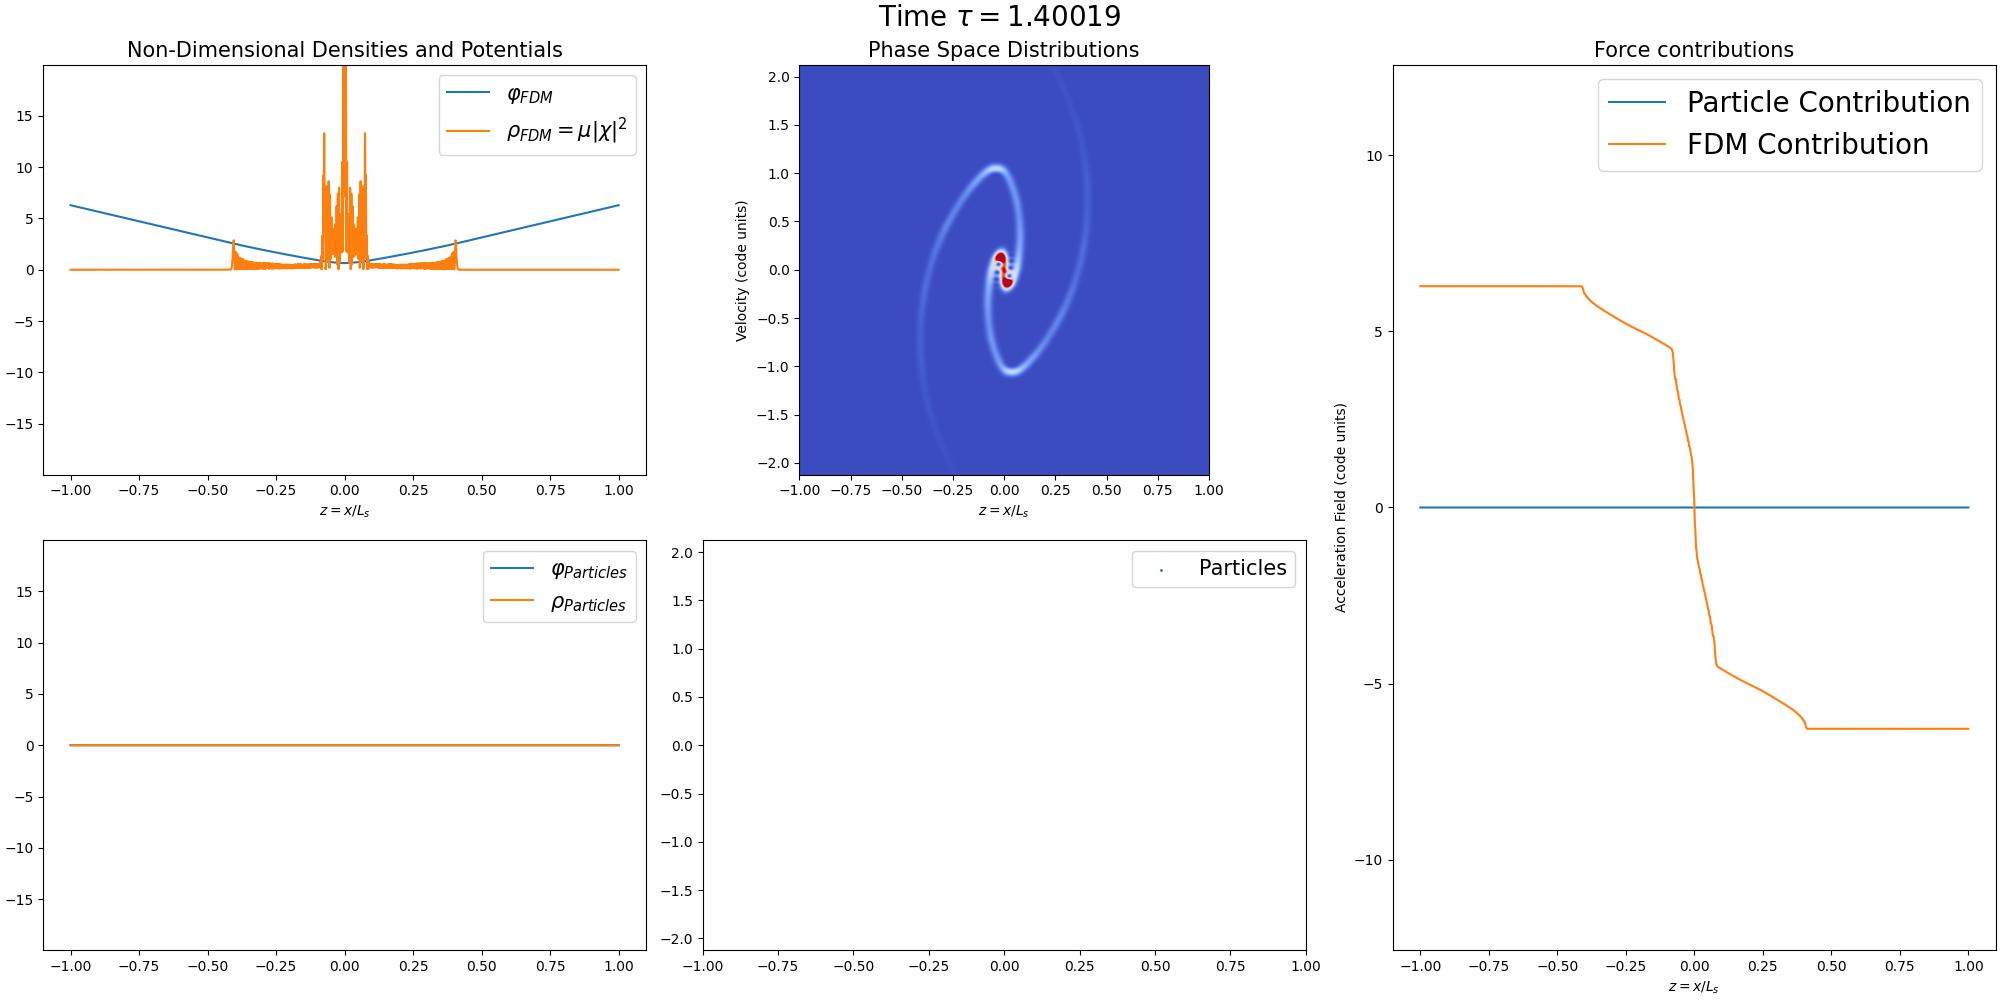 Time τ = 1.40019
Non-Dimensional Densities and Potentials
φ_FDM
ρ_FDM = μ|χ|²
15
10
5
0
−5
−10
−15
−1.00 −0.75 −0.50 −0.25 0.00 0.25 0.50 0.75 1.00
z = x/L_s
Phase Space Distributions
Velocity (code units)
2.0
1.5
1.0
0.5
0.0
−0.5
−1.0
−1.5
−2.0
−1.00 −0.75 −0.50 −0.25 0.00 0.25 0.50 0.75 1.00
z = x/L_s
Force contributions
Particle Contribution
FDM Contribution
Acceleration Field (code units)
10
5
0
−5
−10
−1.00 −0.75 −0.50 −0.25 0.00 0.25 0.50 0.75 1.00
z = x/L_s
φ_Particles
ρ_Particles
15
10
5
0
−5
−10
−15
−1.00 −0.75 −0.50 −0.25 0.00 0.25 0.50 0.75 1.00
Particles
2.0
1.5
1.0
0.5
0.0
−0.5
−1.0
−1.5
−2.0
−1.00 −0.75 −0.50 −0.25 0.00 0.25 0.50 0.75 1.00